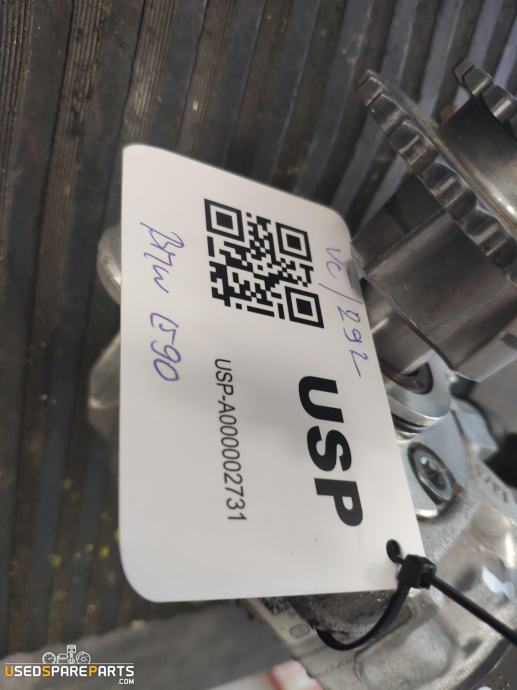 VC/292
BMW E90
USP
USP-A000002731
USEDSPAREPARTS
.COM